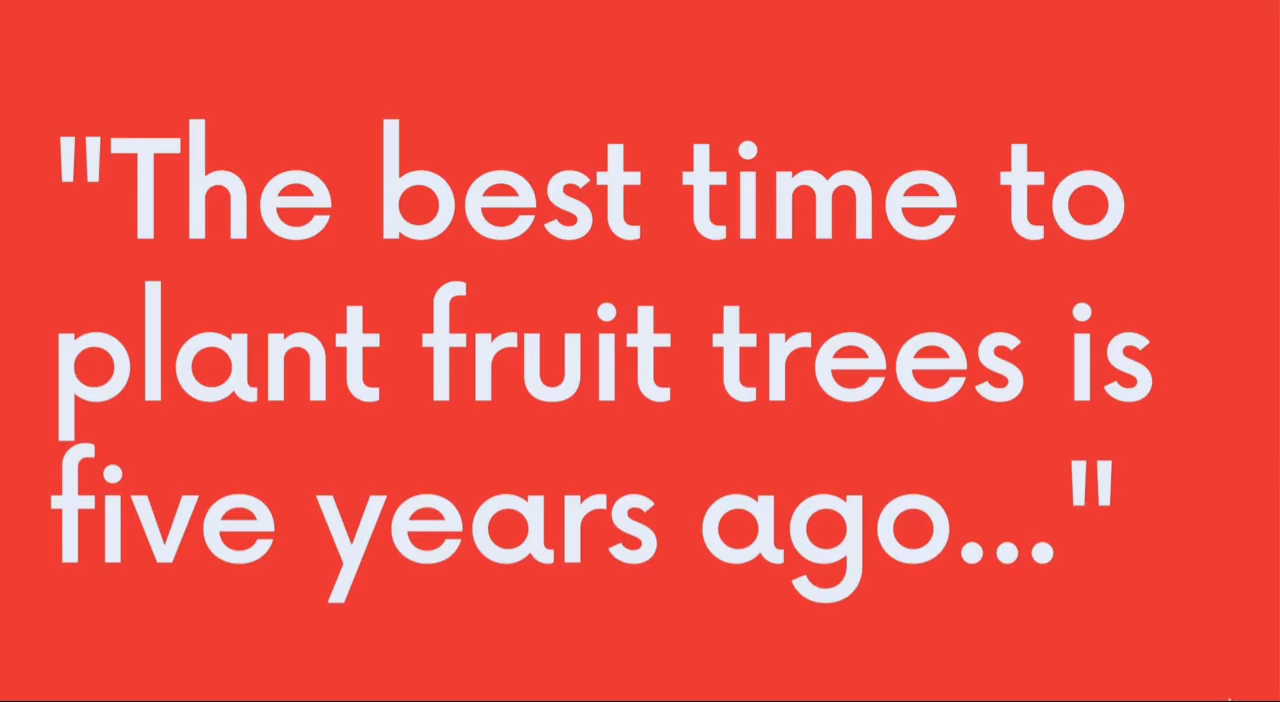 "The best time to
plant fruit trees is
five years ago..."